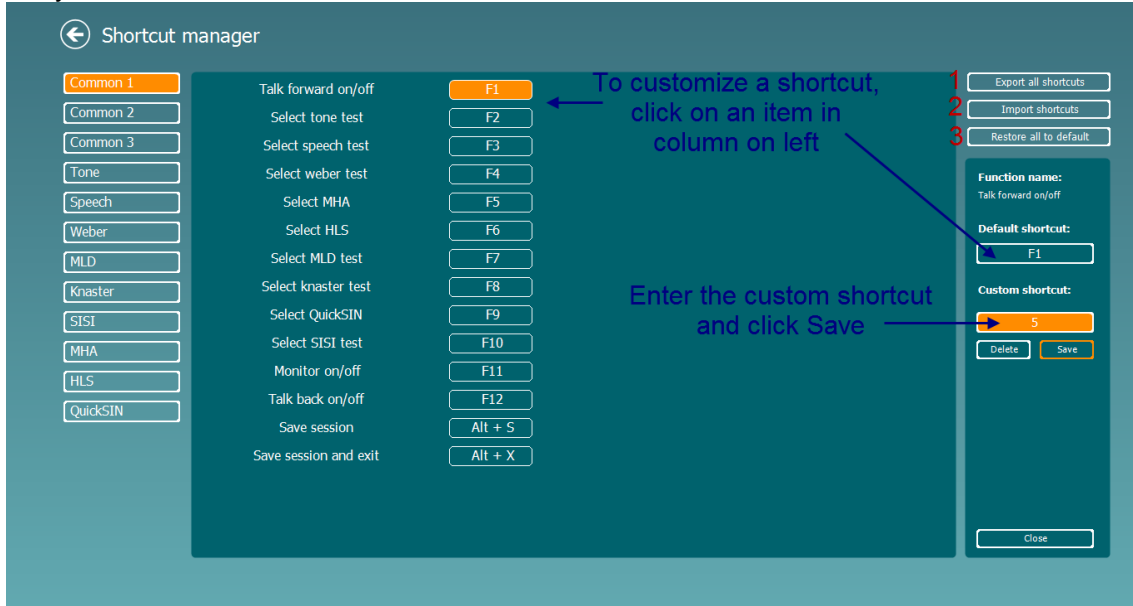 Shortcut manager
Common 1
Common 2
Common 3
Tone
Speech
Weber
MLD
Knaster
SISI
MHA
HLS
QuickSIN
Talk forward on/off F1
Select tone test F2
Select speech test F3
Select weber test F4
Select MHA F5
Select HLS F6
Select MLD test F7
Select knaster test F8
Select QuickSIN F9
Select SISI test F10
Monitor on/off F11
Talk back on/off F12
Save session Alt + S
Save session and exit Alt + X
To customize a shortcut,
click on an item in
column on left
Enter the custom shortcut
and click Save
1 Export all shortcuts
2 Import shortcuts
3 Restore all to default
Function name:
Talk forward on/off
Default shortcut:
F1
Custom shortcut:
5
Delete Save
Close